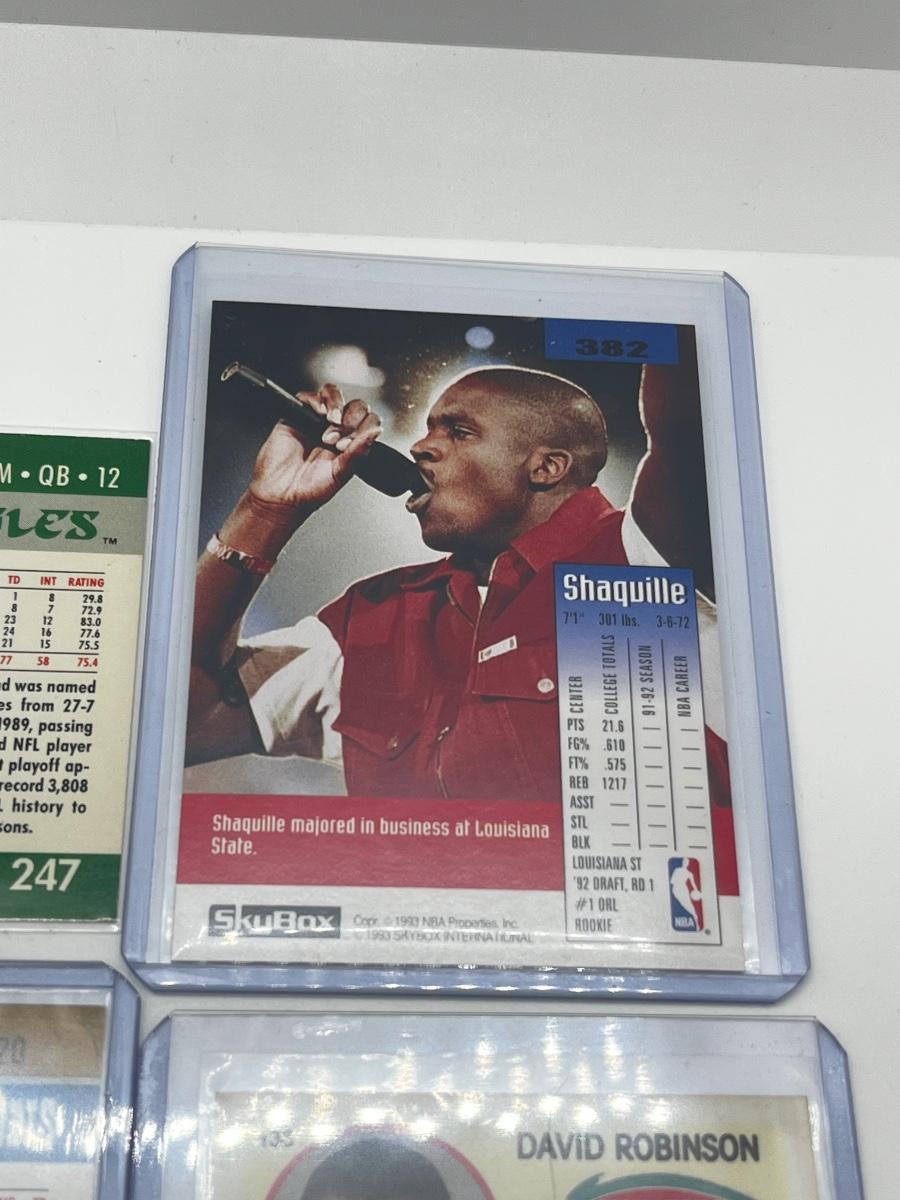 382
M • QB • 12
LES ™
TD INT RATING
1 8 29.8
8 7 72.9
23 12 83.0
24 16 77.6
21 15 75.5
77 58 75.4
d was named
es from 27-7
1989, passing
d NFL player
t playoff ap-
record 3,808
L history to
sons.
247
Shaquille
7'1" 301 lbs. 3-6-72
CENTER COLLEGE TOTALS 91-92 SEASON NBA CAREER
PTS 21.6 — —
FG% .610 — —
FT% .575 — —
REB 1217 — —
ASST — — —
STL — — —
BLK — — —
LOUISIANA ST
'92 DRAFT, RD 1
#1 ORL
ROOKIE
NBA
Shaquille majored in business at Louisiana
State.
SkyBox
Copr. © 1993 NBA Properties, Inc.
© 1993 SKYBOX INTERNATIONAL
DAVID ROBINSON